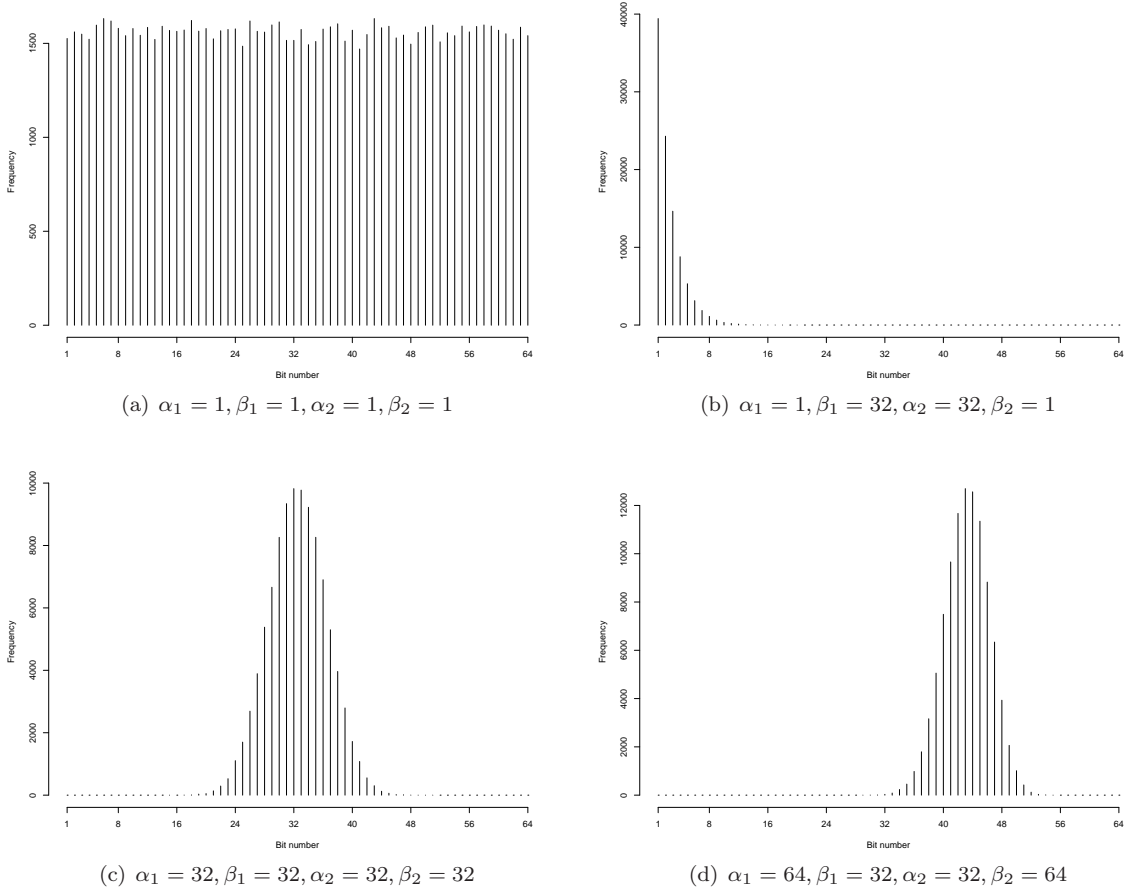 Frequency
0 500 1000 1500
1 8 16 24 32 40 48 56 64
Bit number
(a) α₁ = 1, β₁ = 1, α₂ = 1, β₂ = 1
Frequency
0 10000 20000 30000 40000
1 8 16 24 32 40 48 56 64
Bit number
(b) α₁ = 1, β₁ = 32, α₂ = 32, β₂ = 1
Frequency
0 2000 4000 6000 8000 10000
1 8 16 24 32 40 48 56 64
Bit number
(c) α₁ = 32, β₁ = 32, α₂ = 32, β₂ = 32
Frequency
0 2000 4000 6000 8000 10000 12000
1 8 16 24 32 40 48 56 64
Bit number
(d) α₁ = 64, β₁ = 32, α₂ = 32, β₂ = 64